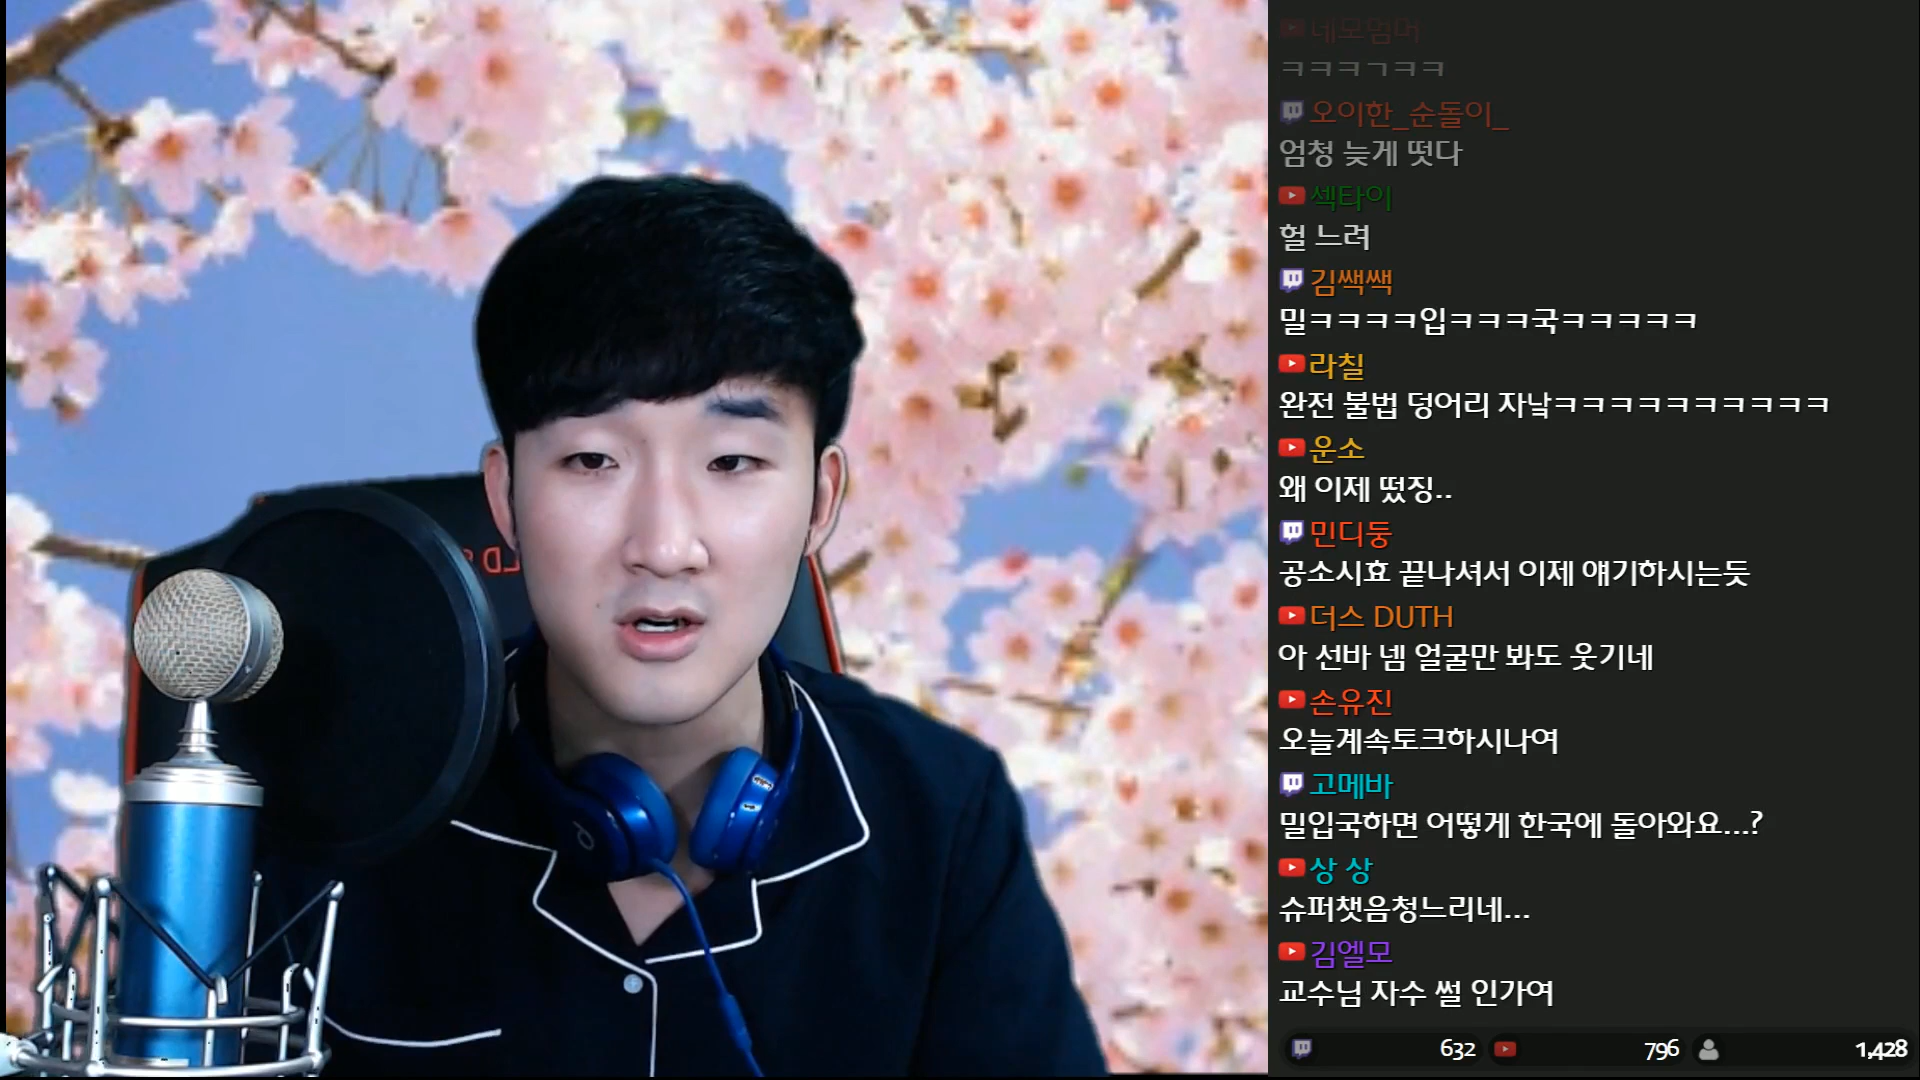 네모멈머
ㅋㅋㅋㄱㅋㅋ
오이한_순돌이_
엄청 늦게 떳다
섹타이
헐 느려
김쌕쌕
밀ㅋㅋㅋㅋ입ㅋㅋㅋ국ㅋㅋㅋㅋㅋ
라칠
완전 불법 덩어리 자낰ㅋㅋㅋㅋㅋㅋㅋㅋㅋㅋ
운소
왜 이제 떴징..
민디둥
공소시효 끝나셔서 이제 얘기하시는듯
더스 DUTH
아 선바 넴 얼굴만 봐도 웃기네
손유진
오늘계속토크하시나여
고메바
밀입국하면 어떻게 한국에 돌아와요...?
상 상
슈퍼챗음청느리네...
김엘모
교수님 자수 썰 인가여
632 796 1,428